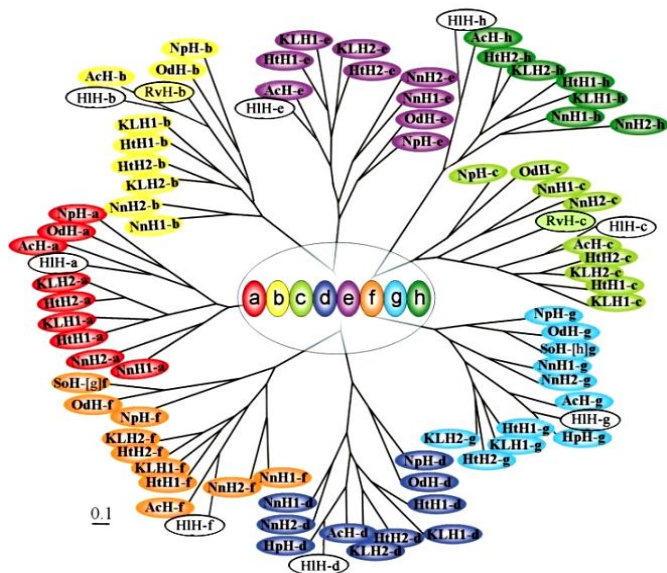 HlH-h
AcH-h
HtH2-h
KLH2-h
HtH1-h
KLH1-h
NnH1-h
NnH2-h
KLH1-e
HtH1-e
KLH2-e
HtH2-e
AcH-e
HlH-e
NnH2-e
NnH1-e
OdH-e
NpH-e
NpH-b
OdH-b
AcH-b
RvH-b
HlH-b
KLH1-b
HtH1-b
HtH2-b
KLH2-b
NnH2-b
NnH1-b
NpH-c
OdH-c
NnH1-c
NnH2-c
RvH-c
HlH-c
AcH-c
HtH2-c
KLH2-c
HtH1-c
KLH1-c
NpH-a
OdH-a
AcH-a
HlH-a
KLH2-a
HtH2-a
KLH1-a
HtH1-a
NnH2-a
NnH1-a
a b c d e f g h
NpH-g
OdH-g
SoH-[h]g
NnH1-g
NnH2-g
AcH-g
HlH-g
HpH-g
HtH1-g
KLH1-g
KLH2-g
HtH2-g
SoH-[g]f
OdH-f
NpH-f
KLH2-f
HtH2-f
KLH1-f
HtH1-f
AcH-f
HlH-f
NnH2-f
NnH1-f
NpH-d
OdH-d
HtH1-d
KLH1-d
HtH2-d
KLH2-d
AcH-d
HlH-d
HpH-d
NnH2-d
NnH1-d
0.1